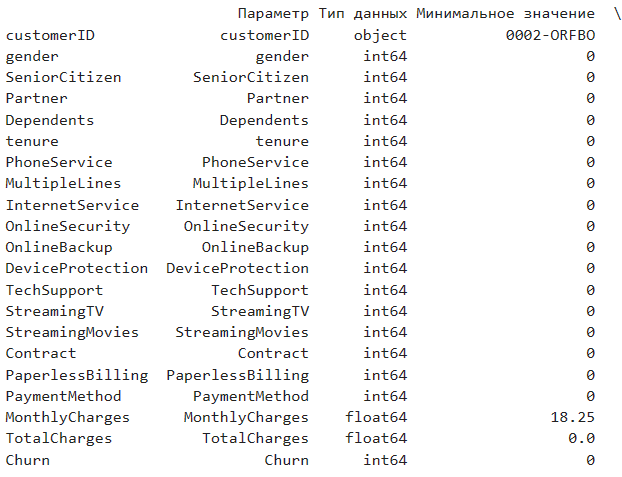 Параметр Тип данных Минимальное значение \
customerID customerID object 0002-ORFBO
gender gender int64 0
SeniorCitizen SeniorCitizen int64 0
Partner Partner int64 0
Dependents Dependents int64 0
tenure tenure int64 0
PhoneService PhoneService int64 0
MultipleLines MultipleLines int64 0
InternetService InternetService int64 0
OnlineSecurity OnlineSecurity int64 0
OnlineBackup OnlineBackup int64 0
DeviceProtection DeviceProtection int64 0
TechSupport TechSupport int64 0
StreamingTV StreamingTV int64 0
StreamingMovies StreamingMovies int64 0
Contract Contract int64 0
PaperlessBilling PaperlessBilling int64 0
PaymentMethod PaymentMethod int64 0
MonthlyCharges MonthlyCharges float64 18.25
TotalCharges TotalCharges float64 0.0
Churn Churn int64 0